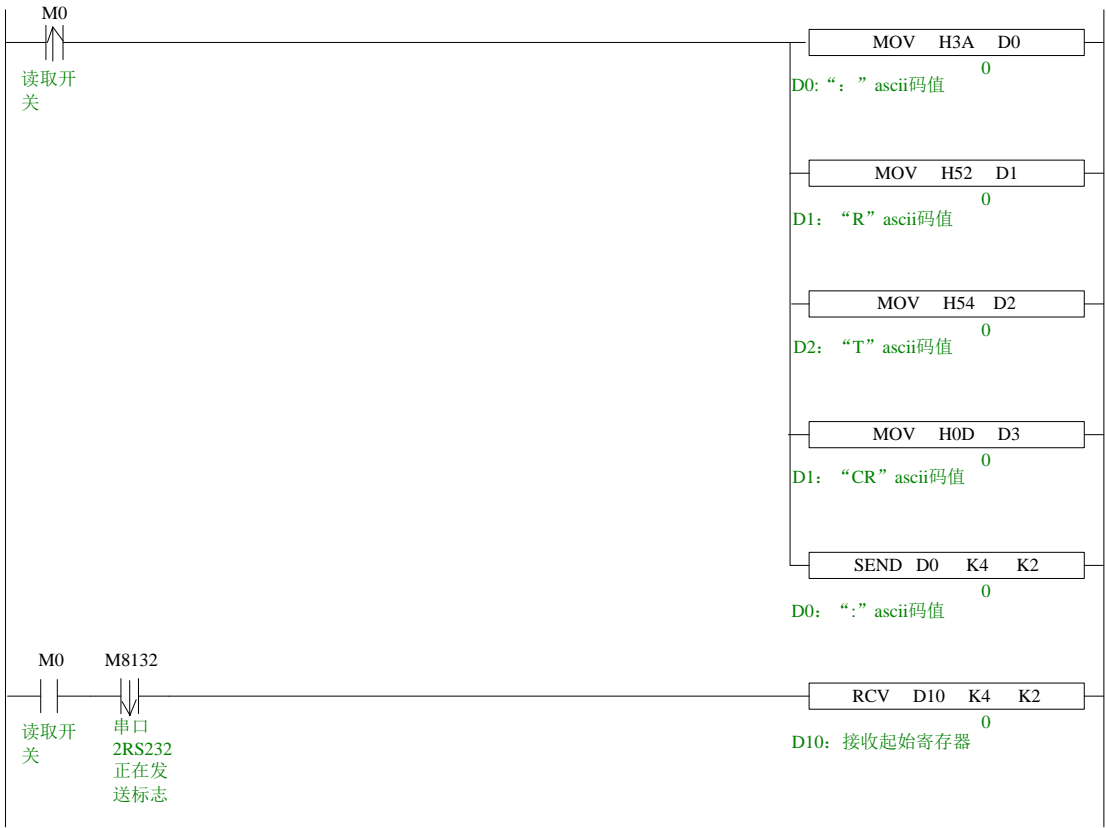 M0
MOV H3A D0
0
读取开
关
D0:“：”ascii码值
MOV H52 D1
0
D1：“R”ascii码值
MOV H54 D2
0
D2：“T”ascii码值
MOV H0D D3
0
D1：“CR”ascii码值
SEND D0 K4 K2
0
D0：“:”ascii码值
M0 M8132
RCV D10 K4 K2
0
读取开
关
串口
2RS232
正在发
送标志
D10：接收起始寄存器